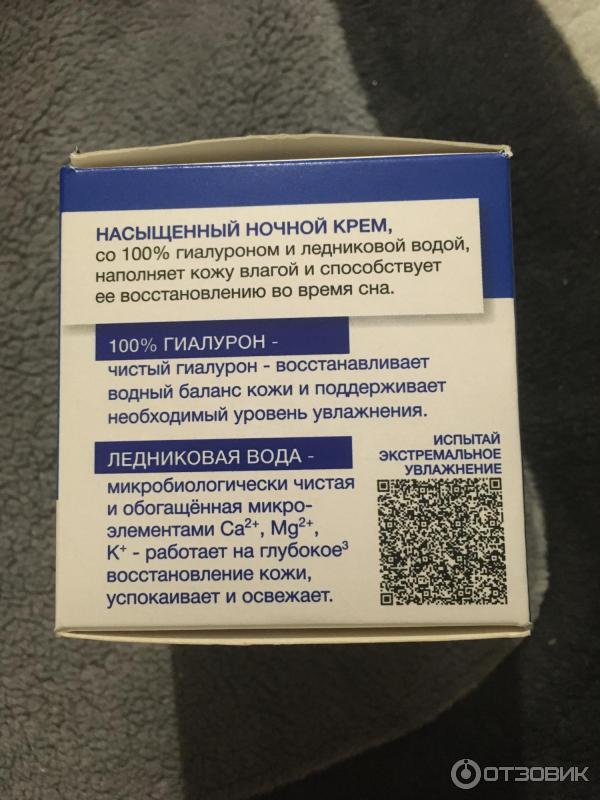 НАСЫЩЕННЫЙ НОЧНОЙ КРЕМ,
со 100% гиалуроном и ледниковой водой,
наполняет кожу влагой и способствует
ее восстановлению во время сна.
100% ГИАЛУРОН -
чистый гиалурон - восстанавливает
водный баланс кожи и поддерживает
необходимый уровень увлажнения.
ЛЕДНИКОВАЯ ВОДА -
микробиологически чистая
и обогащённая микро-
элементами Ca²⁺, Mg²⁺,
K⁺ - работает на глубокое³
восстановление кожи,
успокаивает и освежает.
ИСПЫТАЙ
ЭКСТРЕМАЛЬНОЕ
УВЛАЖНЕНИЕ
ОТЗОВИК